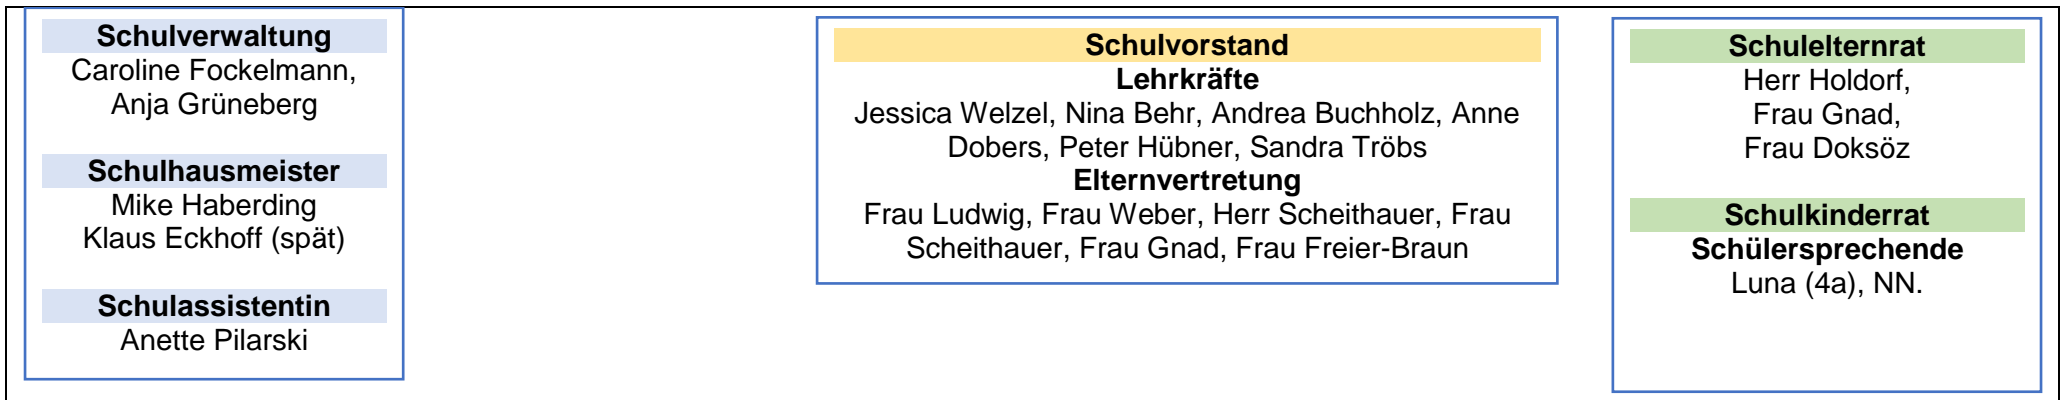 Schulverwaltung
Caroline Fockelmann,
Anja Grüneberg
Schulhausmeister
Mike Haberding
Klaus Eckhoff (spät)
Schulassistentin
Anette Pilarski
Schulvorstand
Lehrkräfte
Jessica Welzel, Nina Behr, Andrea Buchholz, Anne
Dobers, Peter Hübner, Sandra Tröbs
Elternvertretung
Frau Ludwig, Frau Weber, Herr Scheithauer, Frau
Scheithauer, Frau Gnad, Frau Freier-Braun
Schulelternrat
Herr Holdorf,
Frau Gnad,
Frau Doksöz
Schulkinderrat
Schülersprechende
Luna (4a), NN.